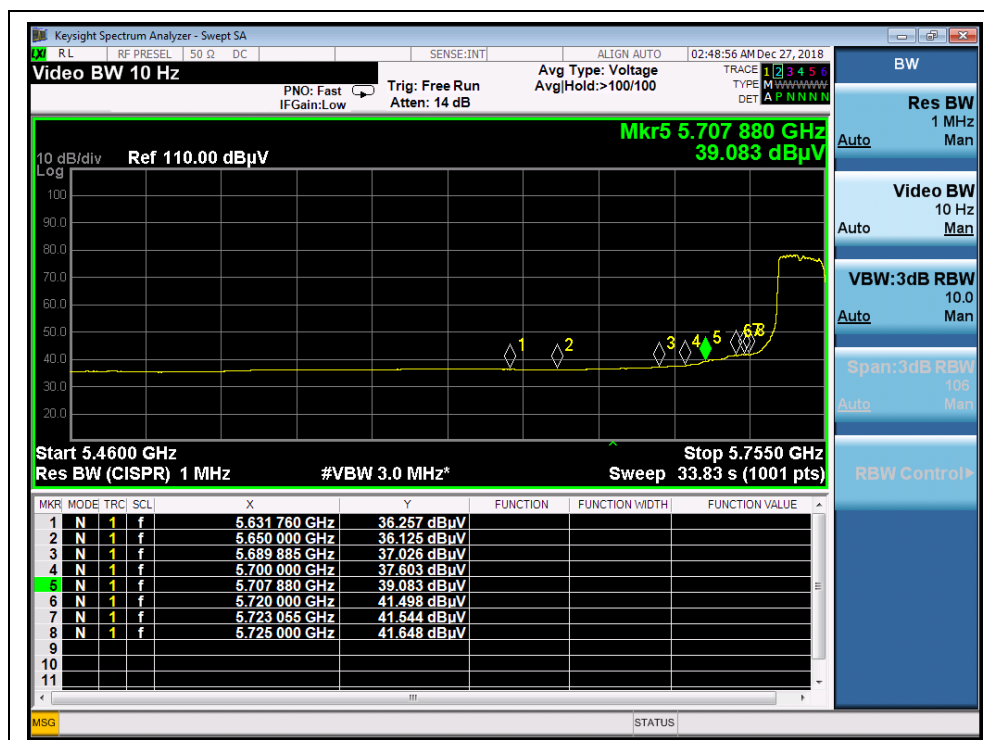 Keysight Spectrum Analyzer - Swept SA
LXI RL RF PRESEL 50 Ω DC SENSE:INT ALIGN AUTO 02:48:56 AM Dec 27, 2018
Video BW 10 Hz
PNO: Fast
IFGain:Low
Trig: Free Run
Atten: 14 dB
Avg Type: Voltage
Avg|Hold:>100/100
TRACE 1 2 3 4 5 6
TYPE M WWWWW
DET A P N N N N
Mkr5 5.707 880 GHz
39.083 dBµV
10 dB/div Ref 110.00 dBµV
Log
100
90.0
80.0
70.0
60.0
50.0
40.0
30.0
20.0
1 2 3 4 5 6 7 8
Start 5.4600 GHz Stop 5.7550 GHz
Res BW (CISPR) 1 MHz #VBW 3.0 MHz* Sweep 33.83 s (1001 pts)
MKR MODE TRC SCL X Y FUNCTION FUNCTION WIDTH FUNCTION VALUE
1 N 1 f 5.631 760 GHz 36.257 dBµV
2 N 1 f 5.650 000 GHz 36.125 dBµV
3 N 1 f 5.689 885 GHz 37.026 dBµV
4 N 1 f 5.700 000 GHz 37.603 dBµV
5 N 1 f 5.707 880 GHz 39.083 dBµV
6 N 1 f 5.720 000 GHz 41.498 dBµV
7 N 1 f 5.723 055 GHz 41.544 dBµV
8 N 1 f 5.725 000 GHz 41.648 dBµV
9
10
11
MSG STATUS
BW
Res BW
1 MHz
Auto Man
Video BW
10 Hz
Auto Man
VBW:3dB RBW
10.0
Auto Man
Span:3dB RBW
106
Auto Man
RBW Control